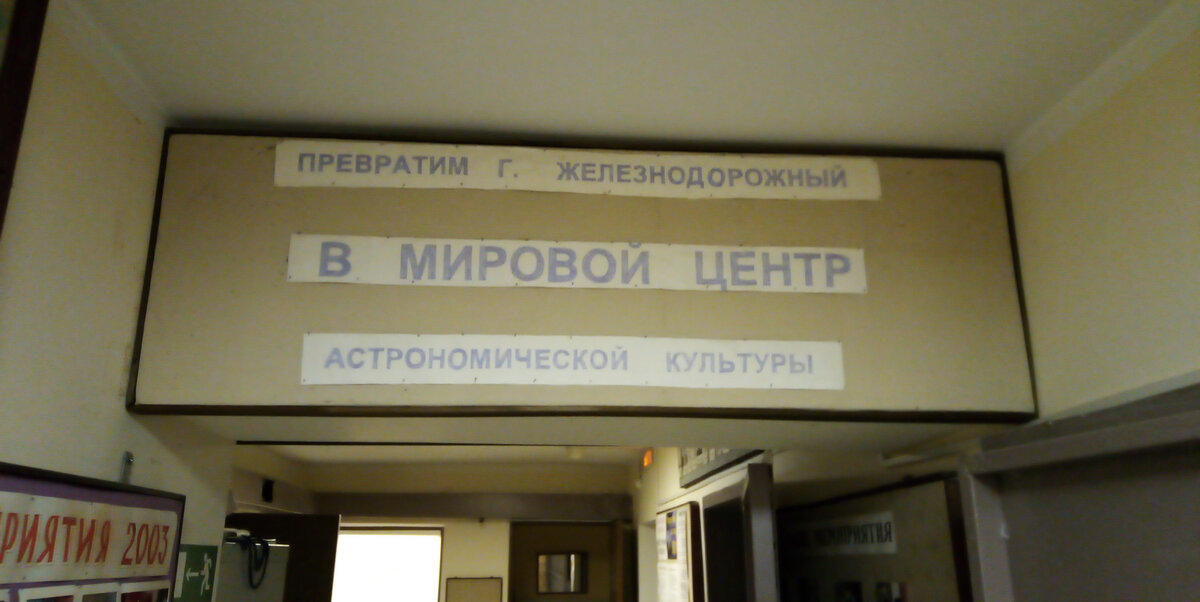 ПРЕВРАТИМ Г. ЖЕЛЕЗНОДОРОЖНЫЙ
В МИРОВОЙ ЦЕНТР
АСТРОНОМИЧЕСКОЙ КУЛЬТУРЫ
РИЯТИЯ 2003